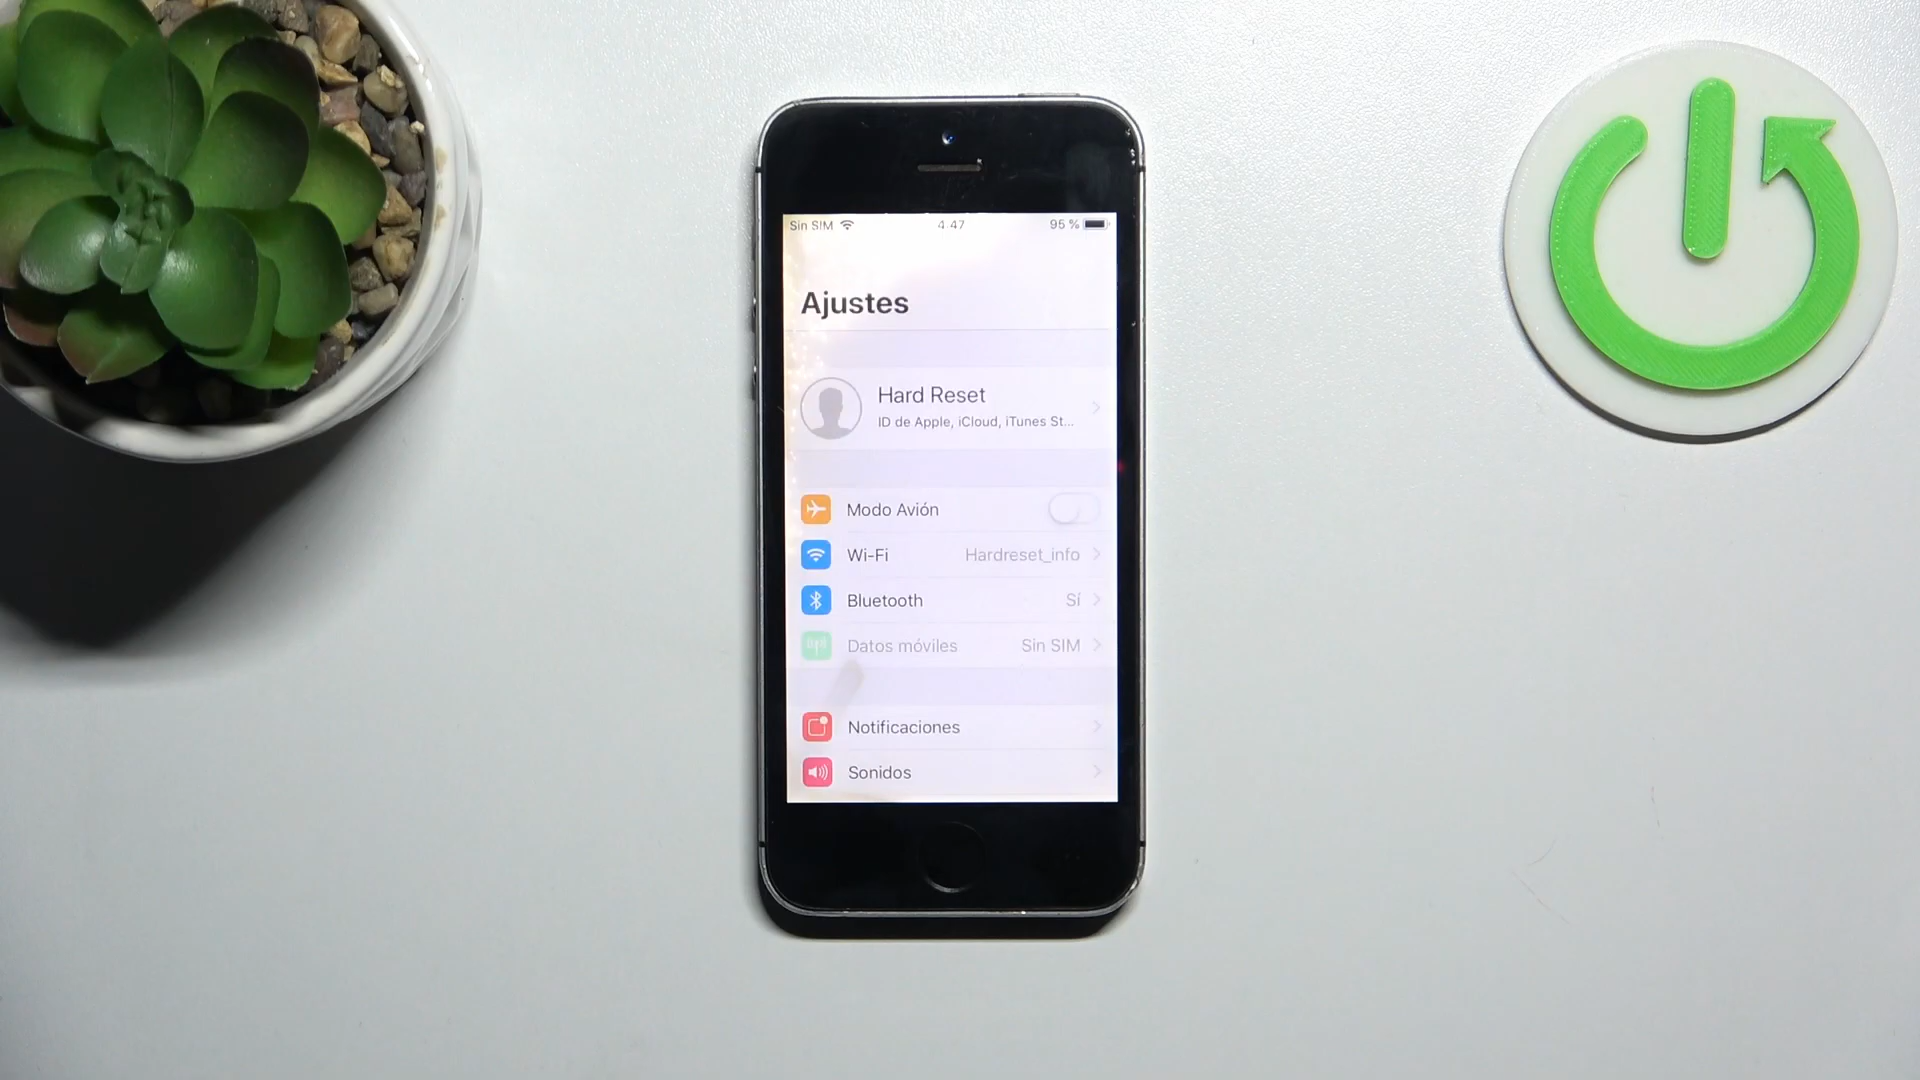 Sin SIM 4:47 95 %
Ajustes
Hard Reset
ID de Apple, iCloud, iTunes St...
Modo Avión
Wi-Fi Hardreset_info
Bluetooth Sí
Datos móviles Sin SIM
Notificaciones
Sonidos